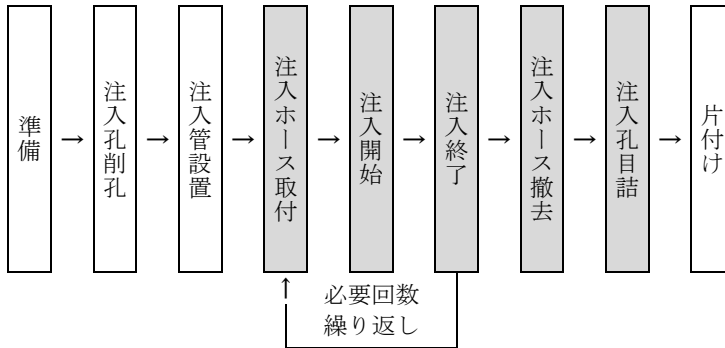 準備
→
注入孔削孔
→
注入管設置
→
注入ホース取付
→
注入開始
→
注入終了
→
注入ホース撤去
→
注入孔目詰
→
片付け
必要回数
繰り返し